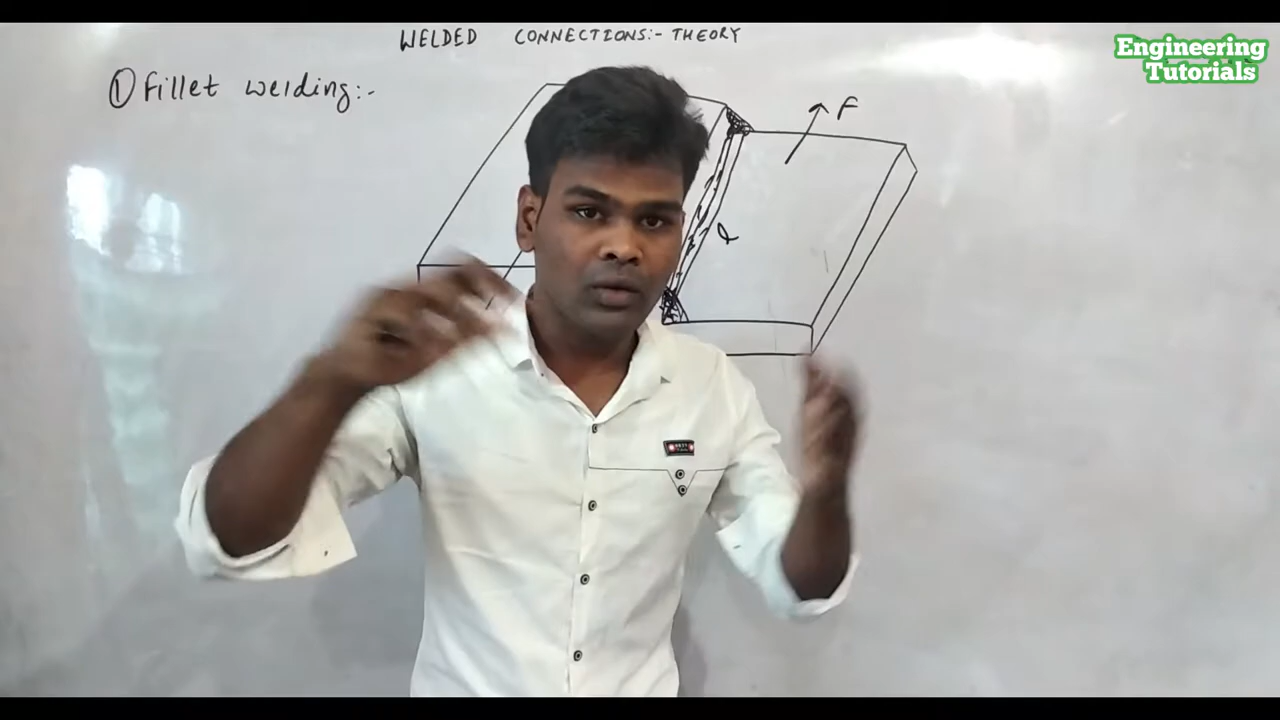 WELDED CONNECTIONS:- THEORY
① Fillet welding:-
F
l
Engineering
Tutorials